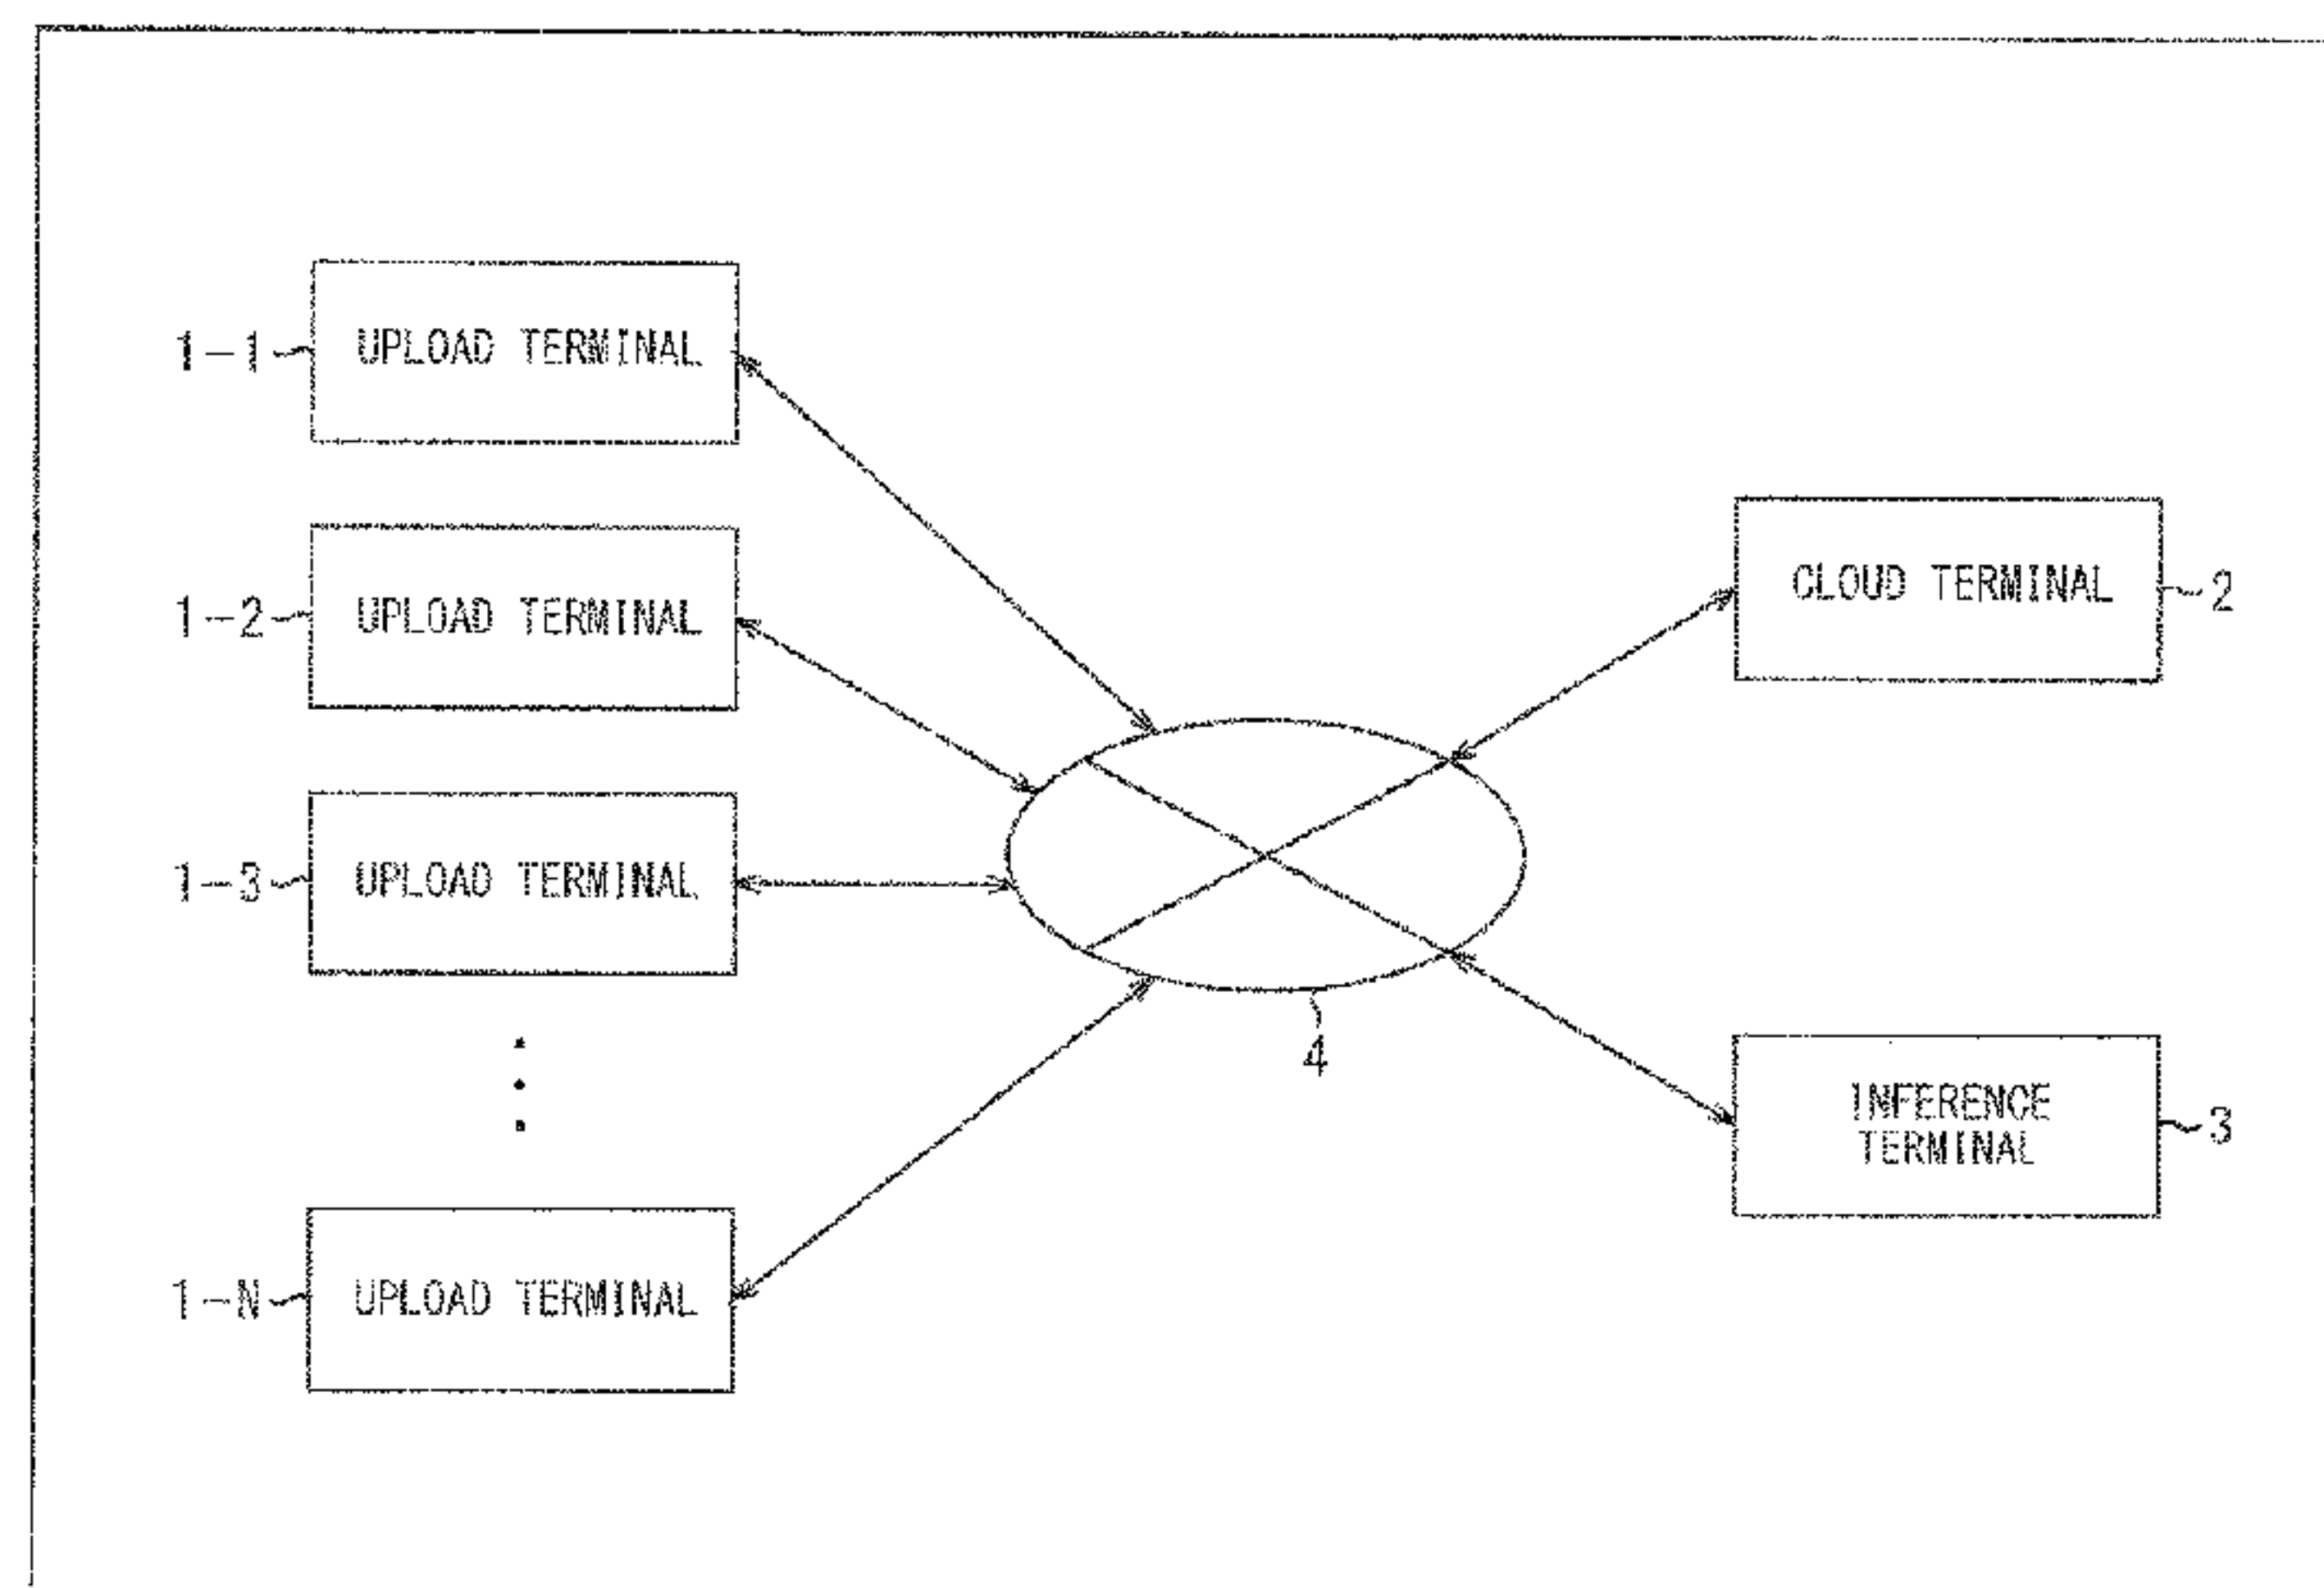 1-1 UPLOAD TERMINAL
1-2 UPLOAD TERMINAL
1-3 UPLOAD TERMINAL
1-N UPLOAD TERMINAL
CLOUD TERMINAL 2
4
INFERENCE
TERMINAL
3